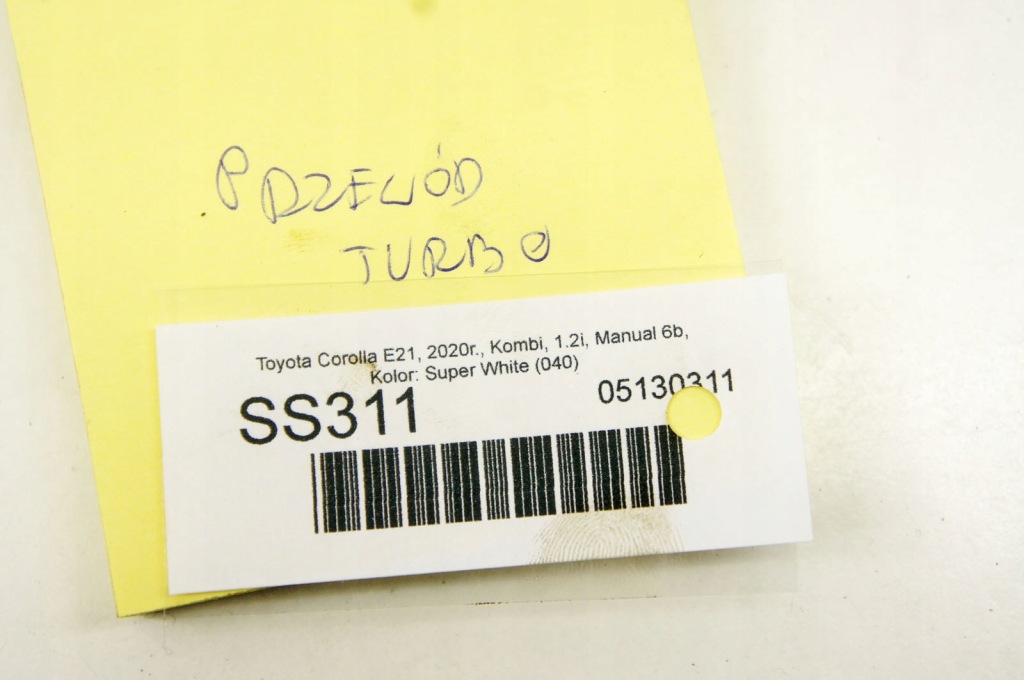 PRZEWÓD
TURBO
Toyota Corolla E21, 2020r., Kombi, 1.2i, Manual 6b,
Kolor: Super White (040)
SS311
05130311